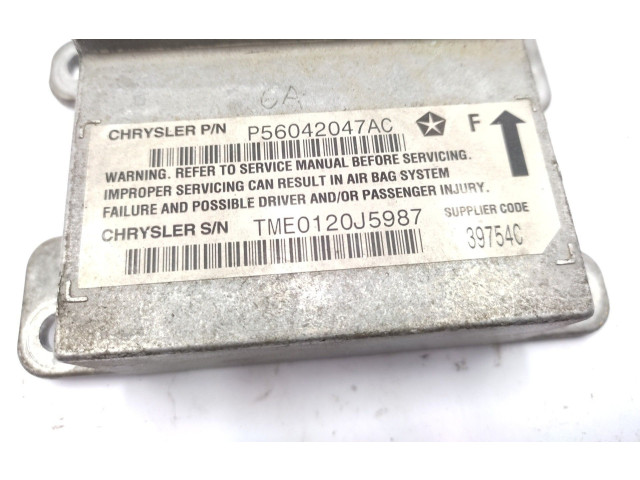 6A
CHRYSLER P/N P56042047AC F
WARNING. REFER TO SERVICE MANUAL BEFORE SERVICING.
IMPROPER SERVICING CAN RESULT IN AIR BAG SYSTEM
FAILURE AND POSSIBLE DRIVER AND/OR PASSENGER INJURY.
CHRYSLER S/N TME0120J5987 SUPPLIER CODE
39754C